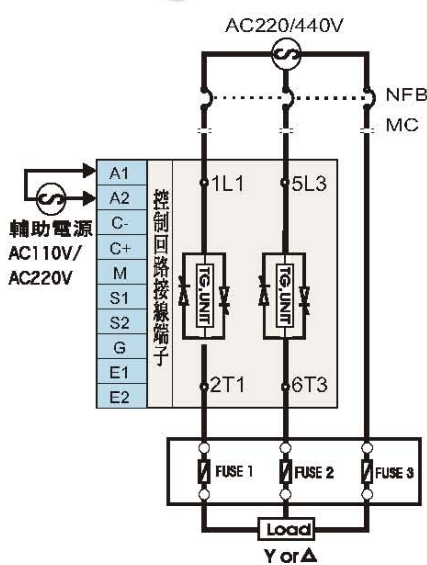 AC220/440V
NFB
MC
A1
A2
C-
C+
M
S1
S2
G
E1
E2
輔助電源
AC110V/
AC220V
控制回路接線端子
1L1
5L3
TG.UNIT
TG.UNIT
2T1
6T3
FUSE 1
FUSE 2
FUSE 3
Load
Y or Δ